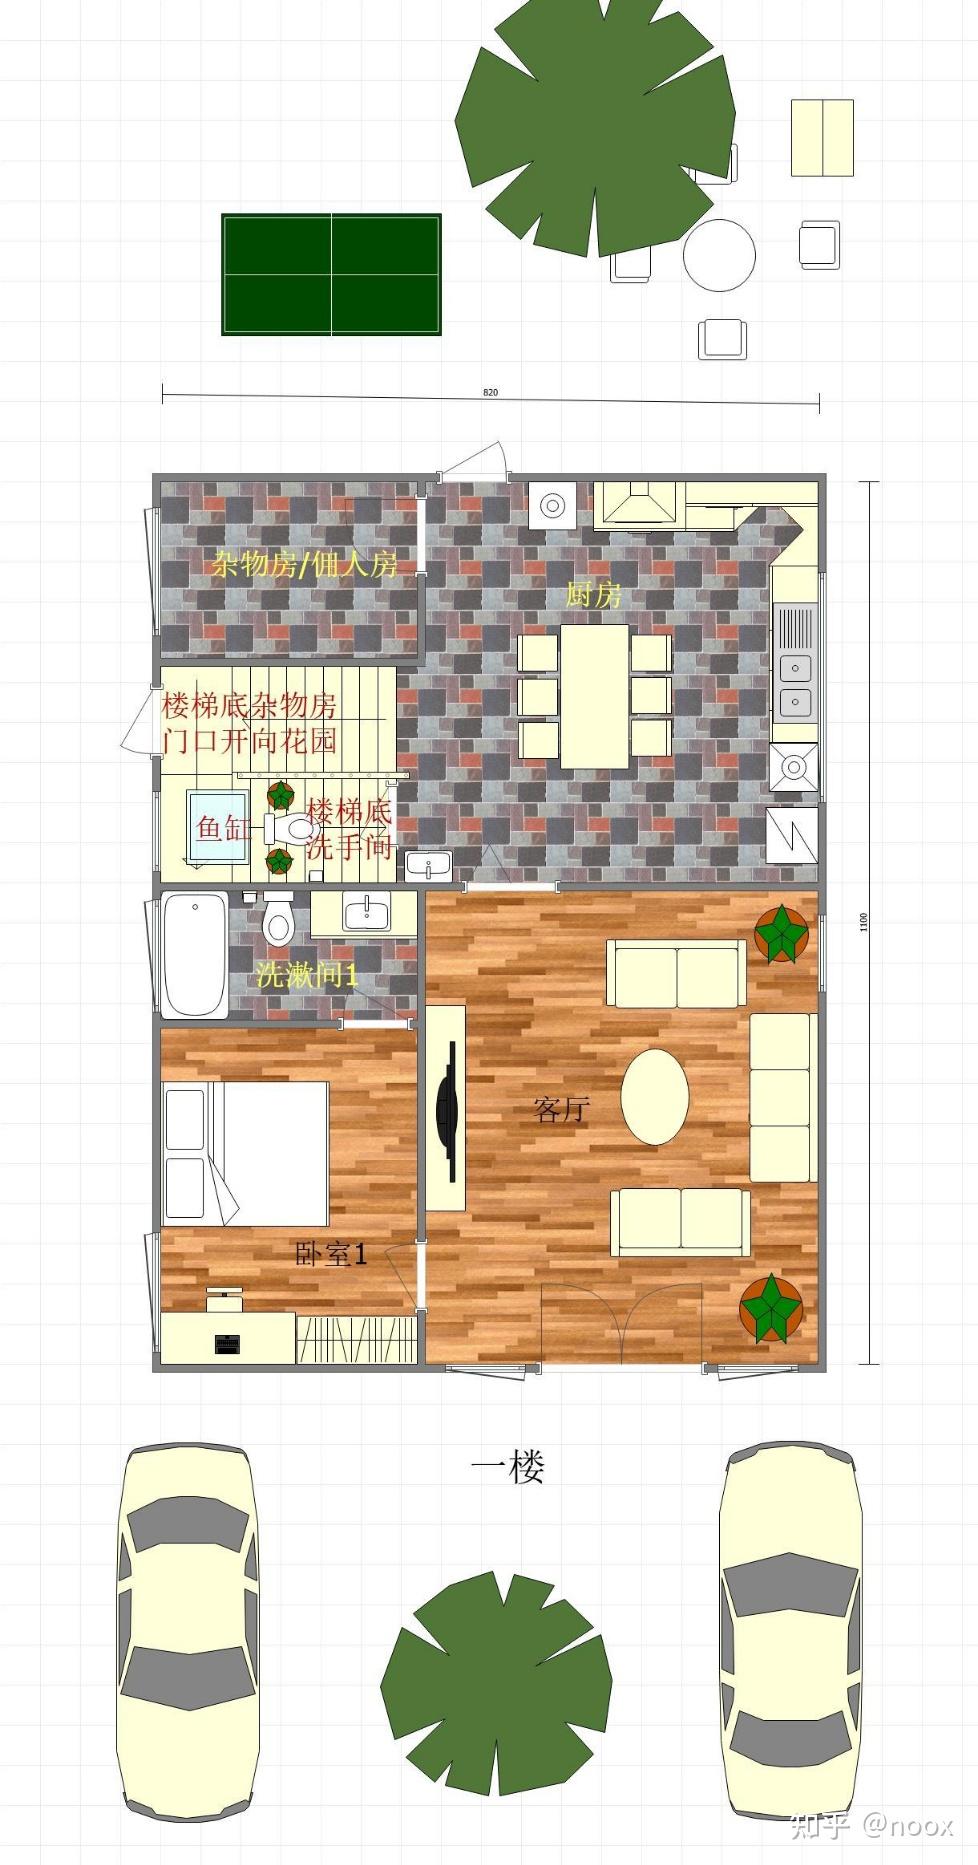 820
杂物房/佣人房
厨房
楼梯底杂物房
门口开向花园
鱼缸
楼梯底
洗手间
1100
洗漱间1
客厅
卧室1
一楼
知乎 @noox